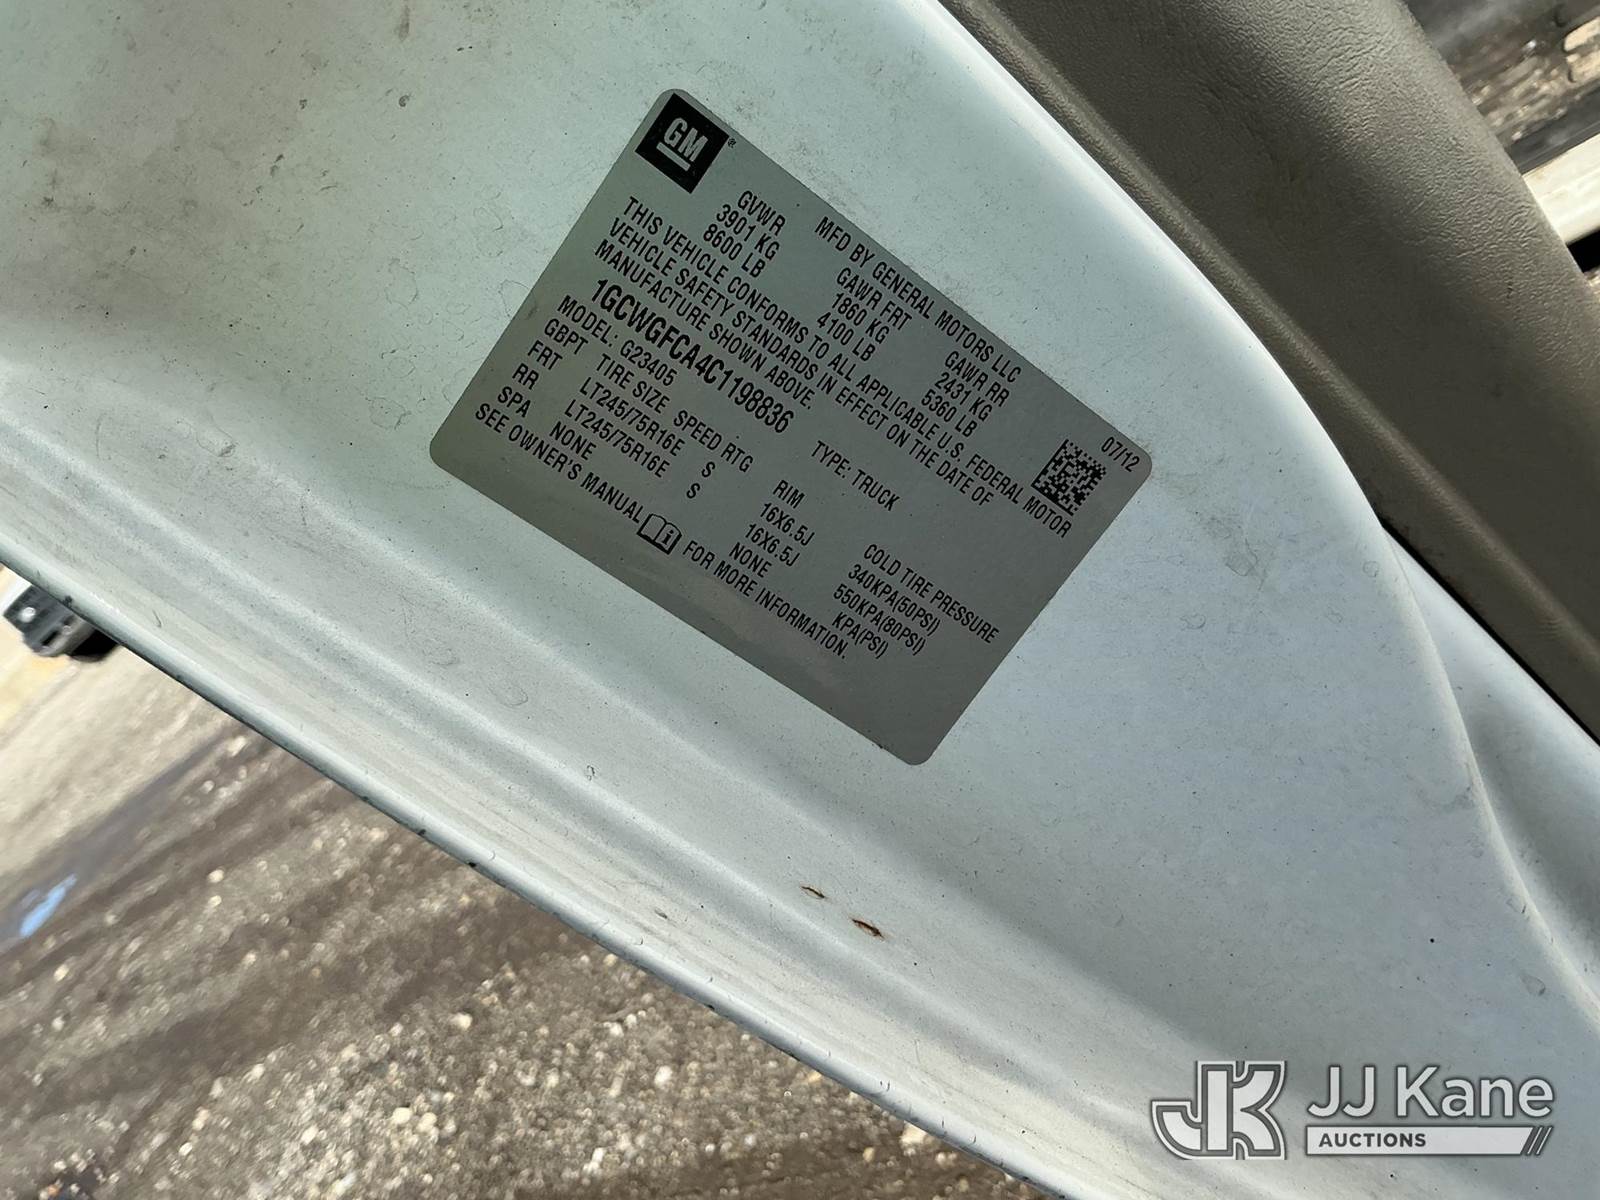 GM®
MFD BY GENERAL MOTORS LLC 07/12
GVWR GAWR FRT GAWR RR
3901 KG 1860 KG 2431 KG
8600 LB 4100 LB 5360 LB
THIS VEHICLE CONFORMS TO ALL APPLICABLE U.S. FEDERAL MOTOR
VEHICLE SAFETY STANDARDS IN EFFECT ON THE DATE OF
MANUFACTURE SHOWN ABOVE.
1GCWGFCA4C1198836 TYPE: TRUCK
MODEL: G23405
GBPT TIRE SIZE SPEED RTG RIM COLD TIRE PRESSURE
FRT LT245/75R16E S 16X6.5J 340KPA(50PSI)
RR LT245/75R16E S 16X6.5J 550KPA(80PSI)
SPA NONE NONE KPA(PSI)
SEE OWNER'S MANUAL FOR MORE INFORMATION.
JK JJ Kane
AUCTIONS